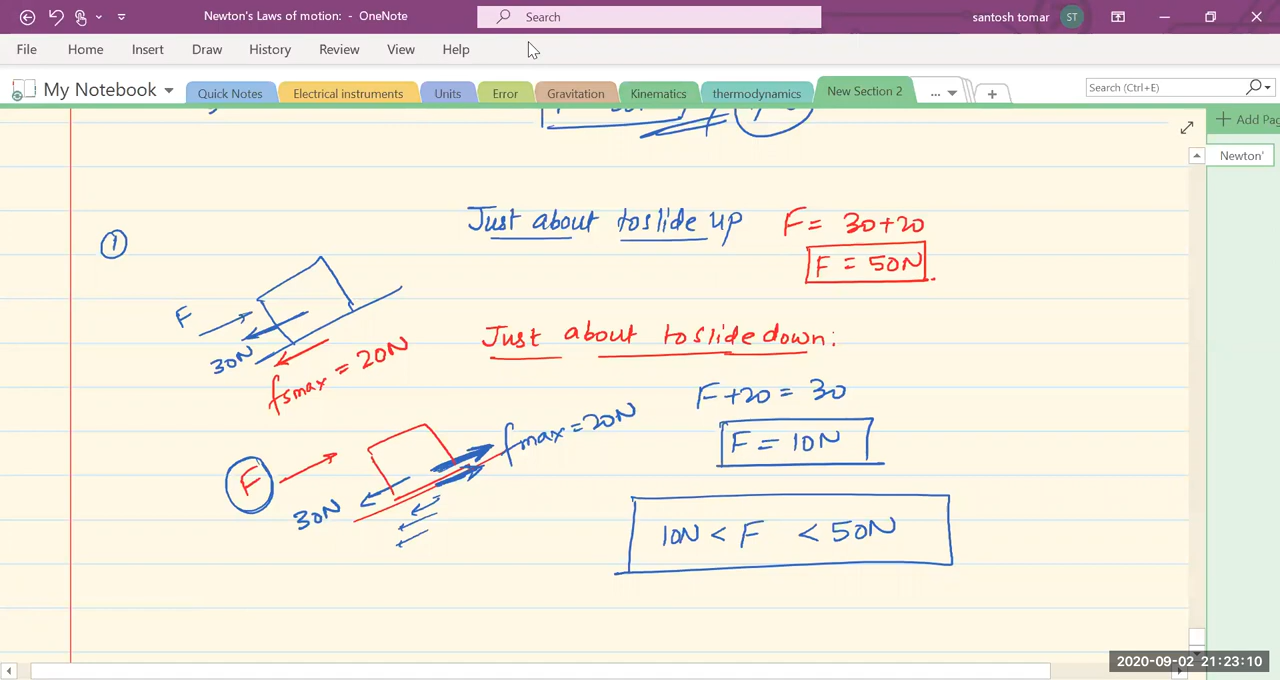 Newton's Laws of motion: - OneNote
Search
santosh tomar
ST
File Home Insert Draw History Review View Help
My Notebook
Quick Notes Electrical instruments Units Error Gravitation Kinematics thermodynamics New Section 2 ...
Search (Ctrl+E)
Add Pag
Newton'
Just about to slide up
F = 30+20
F = 50N
1
F
30N
fsmax = 20N
Just about to slide down:
F+20 = 30
F = 10N
F
30N
fmax = 20N
10N < F < 50N
2020-09-02 21:23:10